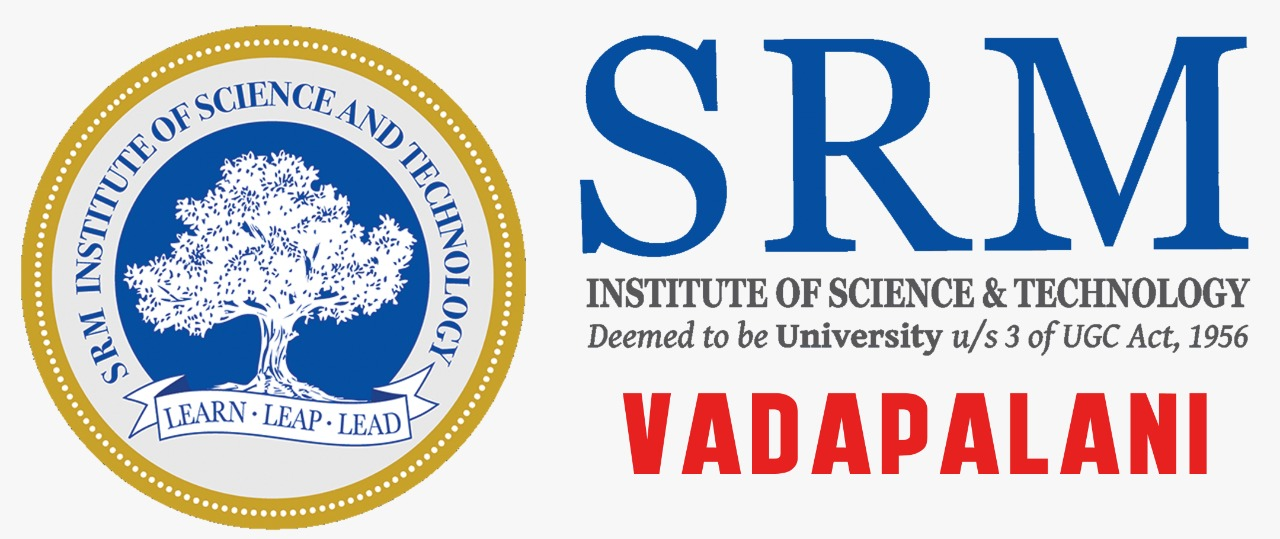 SRM INSTITUTE OF SCIENCE AND TECHNOLOGY
LEARN · LEAP · LEAD
SRM
INSTITUTE OF SCIENCE & TECHNOLOGY
Deemed to be University u/s 3 of UGC Act, 1956
VADAPALANI